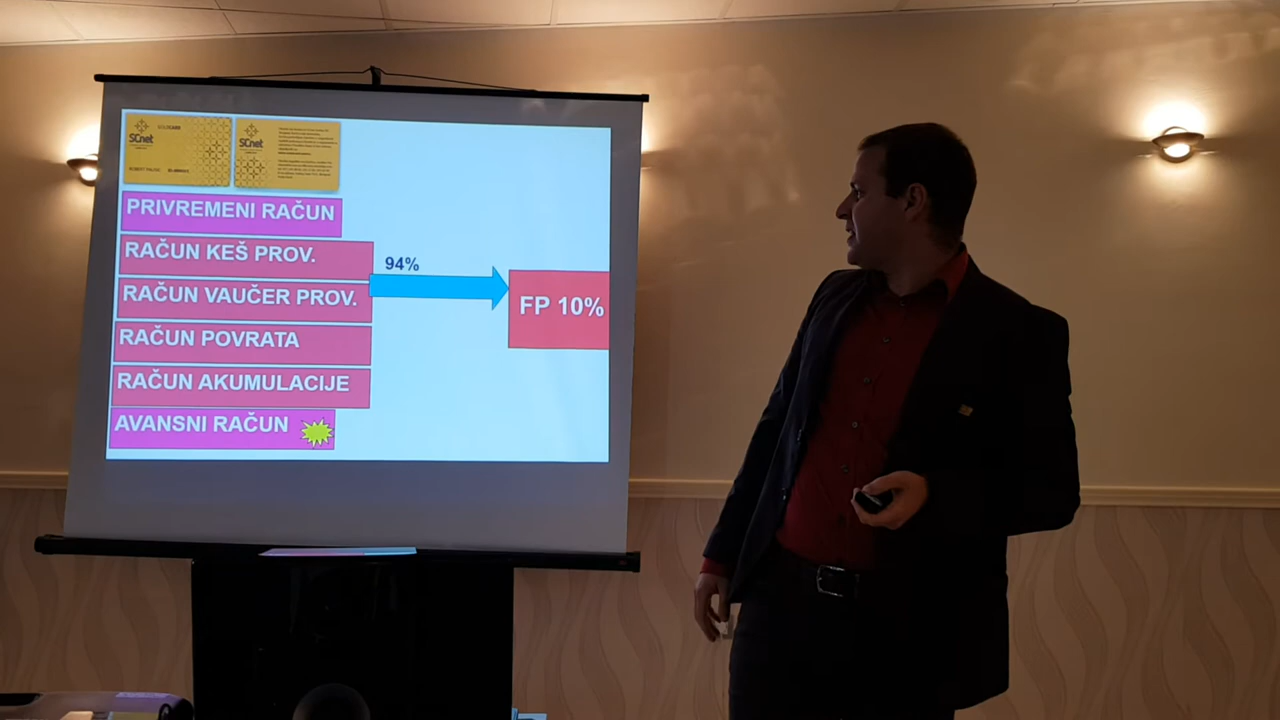 SCnet
GOLDCARD
SCnet
PRIVREMENI RAČUN
RAČUN KEŠ PROV.
94%
RAČUN VAUČER PROV.
FP 10%
RAČUN POVRATA
RAČUN AKUMULACIJE
AVANSNI RAČUN